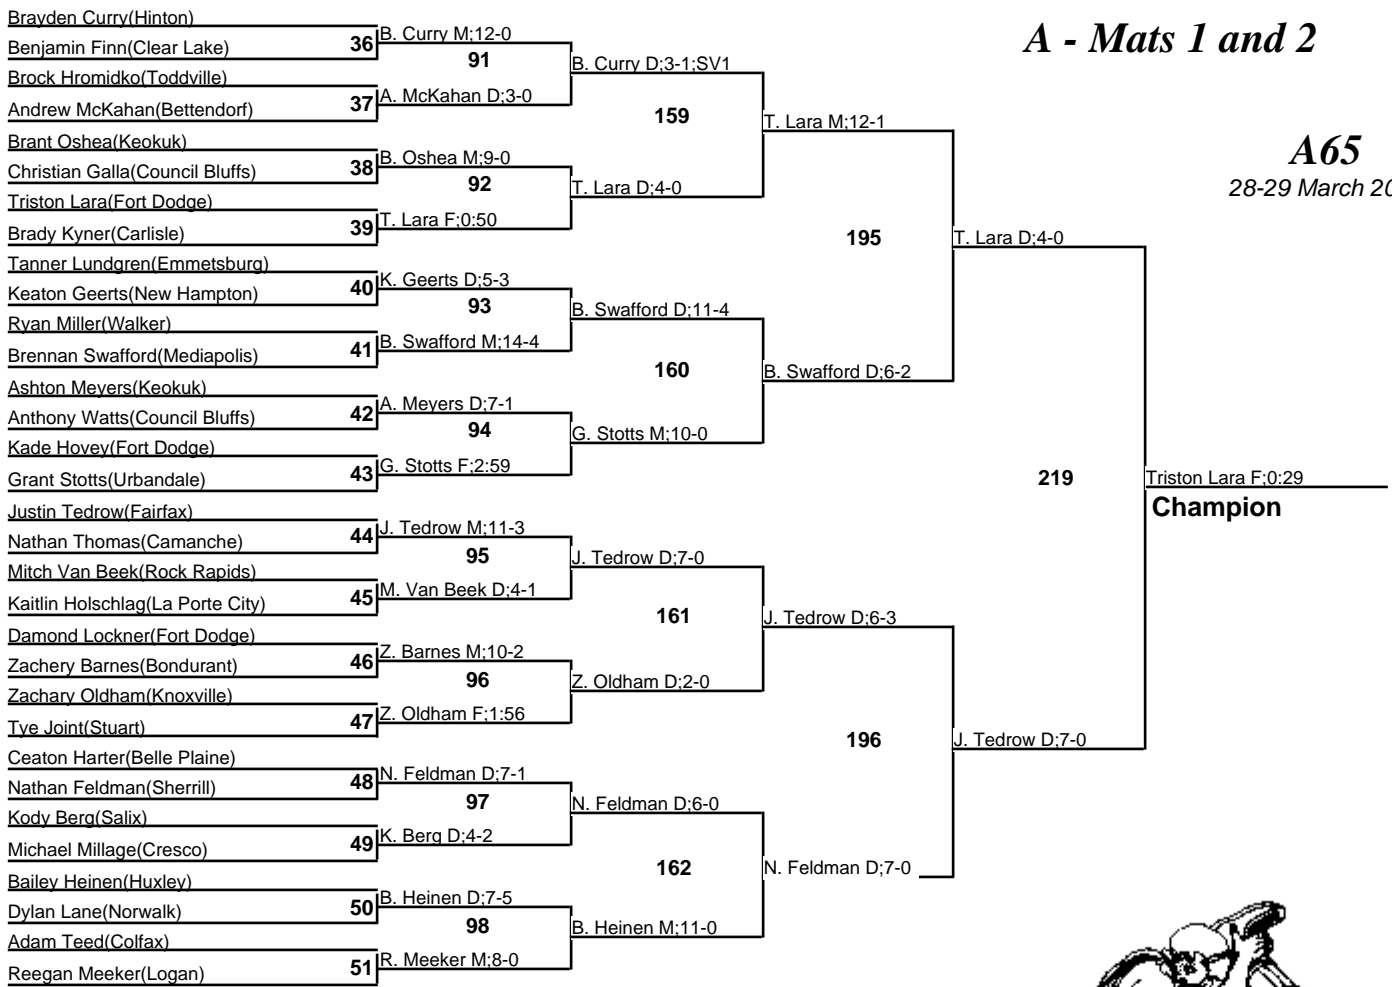 A - Mats 1 and 2
A65
28-29 March 20
Brayden Curry(Hinton)
Benjamin Finn(Clear Lake)
Brock Hromidko(Toddville)
Andrew McKahan(Bettendorf)
Brant Oshea(Keokuk)
Christian Galla(Council Bluffs)
Triston Lara(Fort Dodge)
Brady Kyner(Carlisle)
Tanner Lundgren(Emmetsburg)
Keaton Geerts(New Hampton)
Ryan Miller(Walker)
Brennan Swafford(Mediapolis)
Ashton Meyers(Keokuk)
Anthony Watts(Council Bluffs)
Kade Hovey(Fort Dodge)
Grant Stotts(Urbandale)
Justin Tedrow(Fairfax)
Nathan Thomas(Camanche)
Mitch Van Beek(Rock Rapids)
Kaitlin Holschlag(La Porte City)
Damond Lockner(Fort Dodge)
Zachery Barnes(Bondurant)
Zachary Oldham(Knoxville)
Tye Joint(Stuart)
Ceaton Harter(Belle Plaine)
Nathan Feldman(Sherrill)
Kody Berg(Salix)
Michael Millage(Cresco)
Bailey Heinen(Huxley)
Dylan Lane(Norwalk)
Adam Teed(Colfax)
Reegan Meeker(Logan)
36
37
38
39
40
41
42
43
44
45
46
47
48
49
50
51
B. Curry M;12-0
A. McKahan D;3-0
B. Oshea M;9-0
T. Lara F;0:50
K. Geerts D;5-3
B. Swafford M;14-4
A. Meyers D;7-1
G. Stotts F;2:59
J. Tedrow M;11-3
M. Van Beek D;4-1
Z. Barnes M;10-2
Z. Oldham F;1:56
N. Feldman D;7-1
K. Berg D;4-2
B. Heinen D;7-5
R. Meeker M;8-0
91
92
93
94
95
96
97
98
B. Curry D;3-1;SV1
T. Lara D;4-0
B. Swafford D;11-4
G. Stotts M;10-0
J. Tedrow D;7-0
Z. Oldham D;2-0
N. Feldman D;6-0
B. Heinen M;11-0
159
160
161
162
T. Lara M;12-1
B. Swafford D;6-2
J. Tedrow D;6-3
N. Feldman D;7-0
195
196
T. Lara D;4-0
J. Tedrow D;7-0
219
Triston Lara F;0:29
Champion